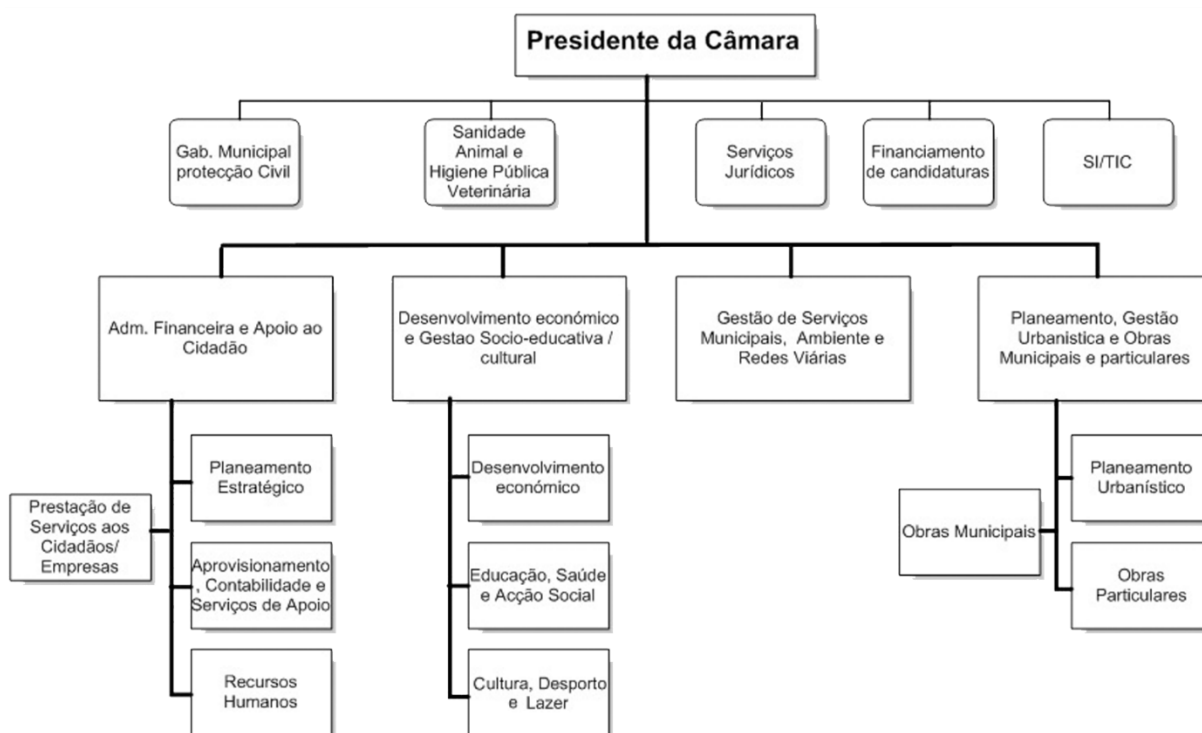 Presidente da Câmara
Gab. Municipal
protecção Civil
Sanidade
Animal e
Higiene Pública
Veterinária
Serviços
Jurídicos
Financiamento
de candidaturas
SI/TIC
Adm. Financeira e Apoio ao
Cidadão
Desenvolvimento económico
e Gestao Socio-educativa /
cultural
Gestão de Serviços
Municipais, Ambiente e
Redes Viárias
Planeamento, Gestão
Urbanistica e Obras
Municipais e particulares
Prestação de
Serviços aos
Cidadãos/
Empresas
Planeamento
Estratégico
Aprovisionamento
, Contabilidade e
Serviços de Apoio
Recursos
Humanos
Desenvolvimento
económico
Educação, Saúde
e Acção Social
Cultura, Desporto
e Lazer
Obras Municipais
Planeamento
Urbanístico
Obras
Particulares